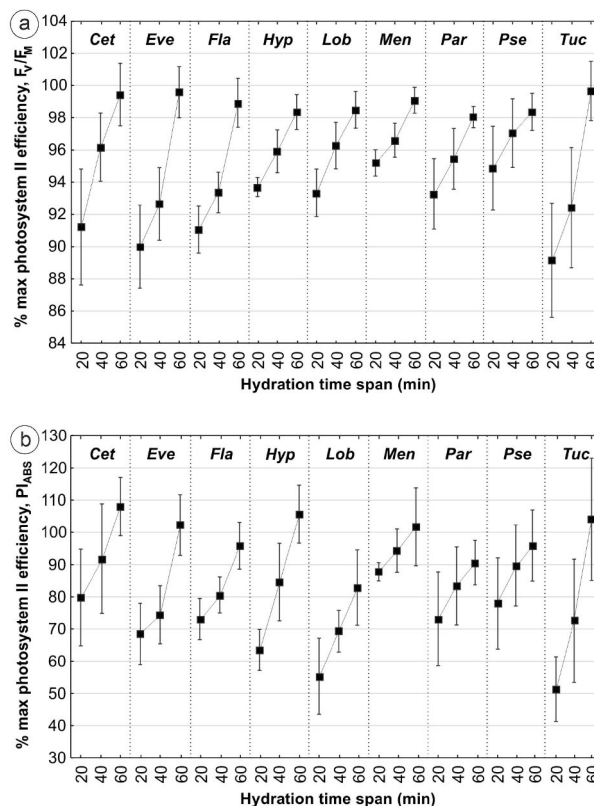 a
% max photosystem II efficiency, Fv/FM
104
102
100
98
96
94
92
90
88
86
84
Cet Eve Fla Hyp Lob Men Par Pse Tuc
20 40 60 20 40 60 20 40 60 20 40 60 20 40 60 20 40 60 20 40 60 20 40 60 20 40 60
Hydration time span (min)
b
% max photosystem II efficiency, PIABS
130
120
110
100
90
80
70
60
50
40
30
Cet Eve Fla Hyp Lob Men Par Pse Tuc
20 40 60 20 40 60 20 40 60 20 40 60 20 40 60 20 40 60 20 40 60 20 40 60 20 40 60
Hydration time span (min)